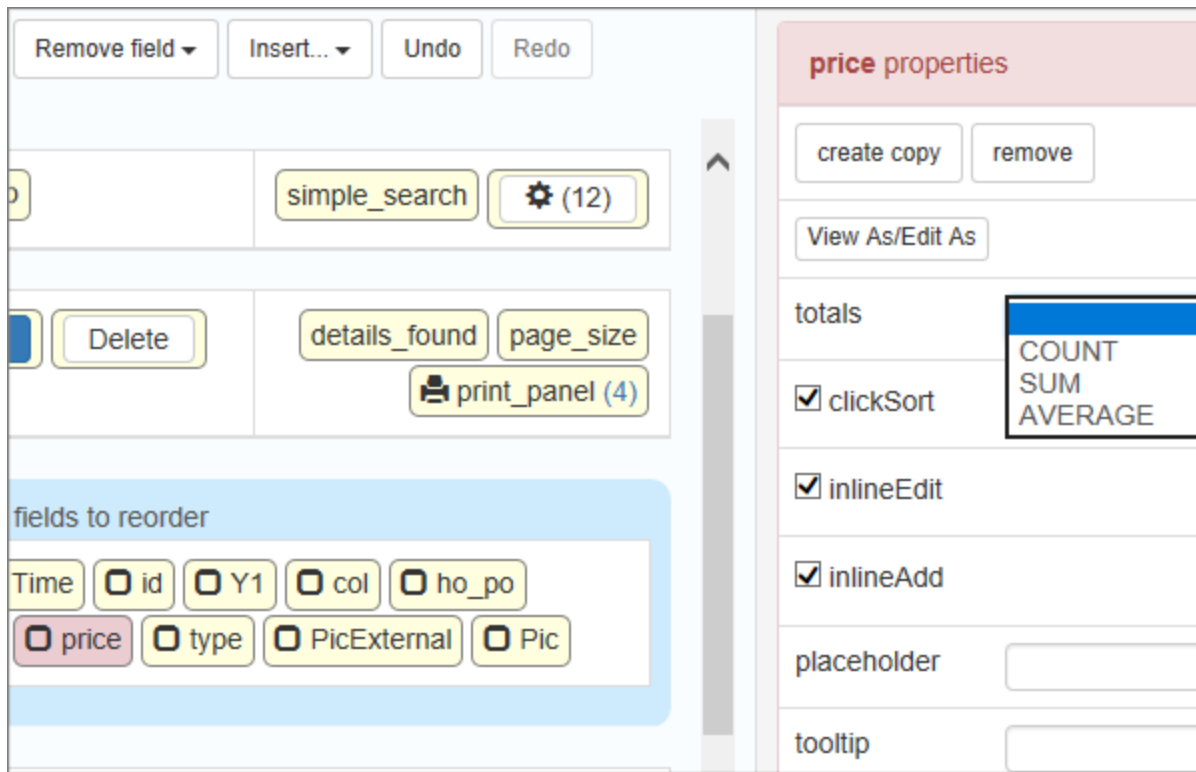 Remove field
Insert...
Undo
Redo
simple_search
(12)
Delete
details_found
page_size
print_panel (4)
fields to reorder
Time
id
Y1
col
ho_po
price
type
PicExternal
Pic
price properties
create copy
remove
View As/Edit As
totals
COUNT
SUM
AVERAGE
clickSort
inlineEdit
inlineAdd
placeholder
tooltip